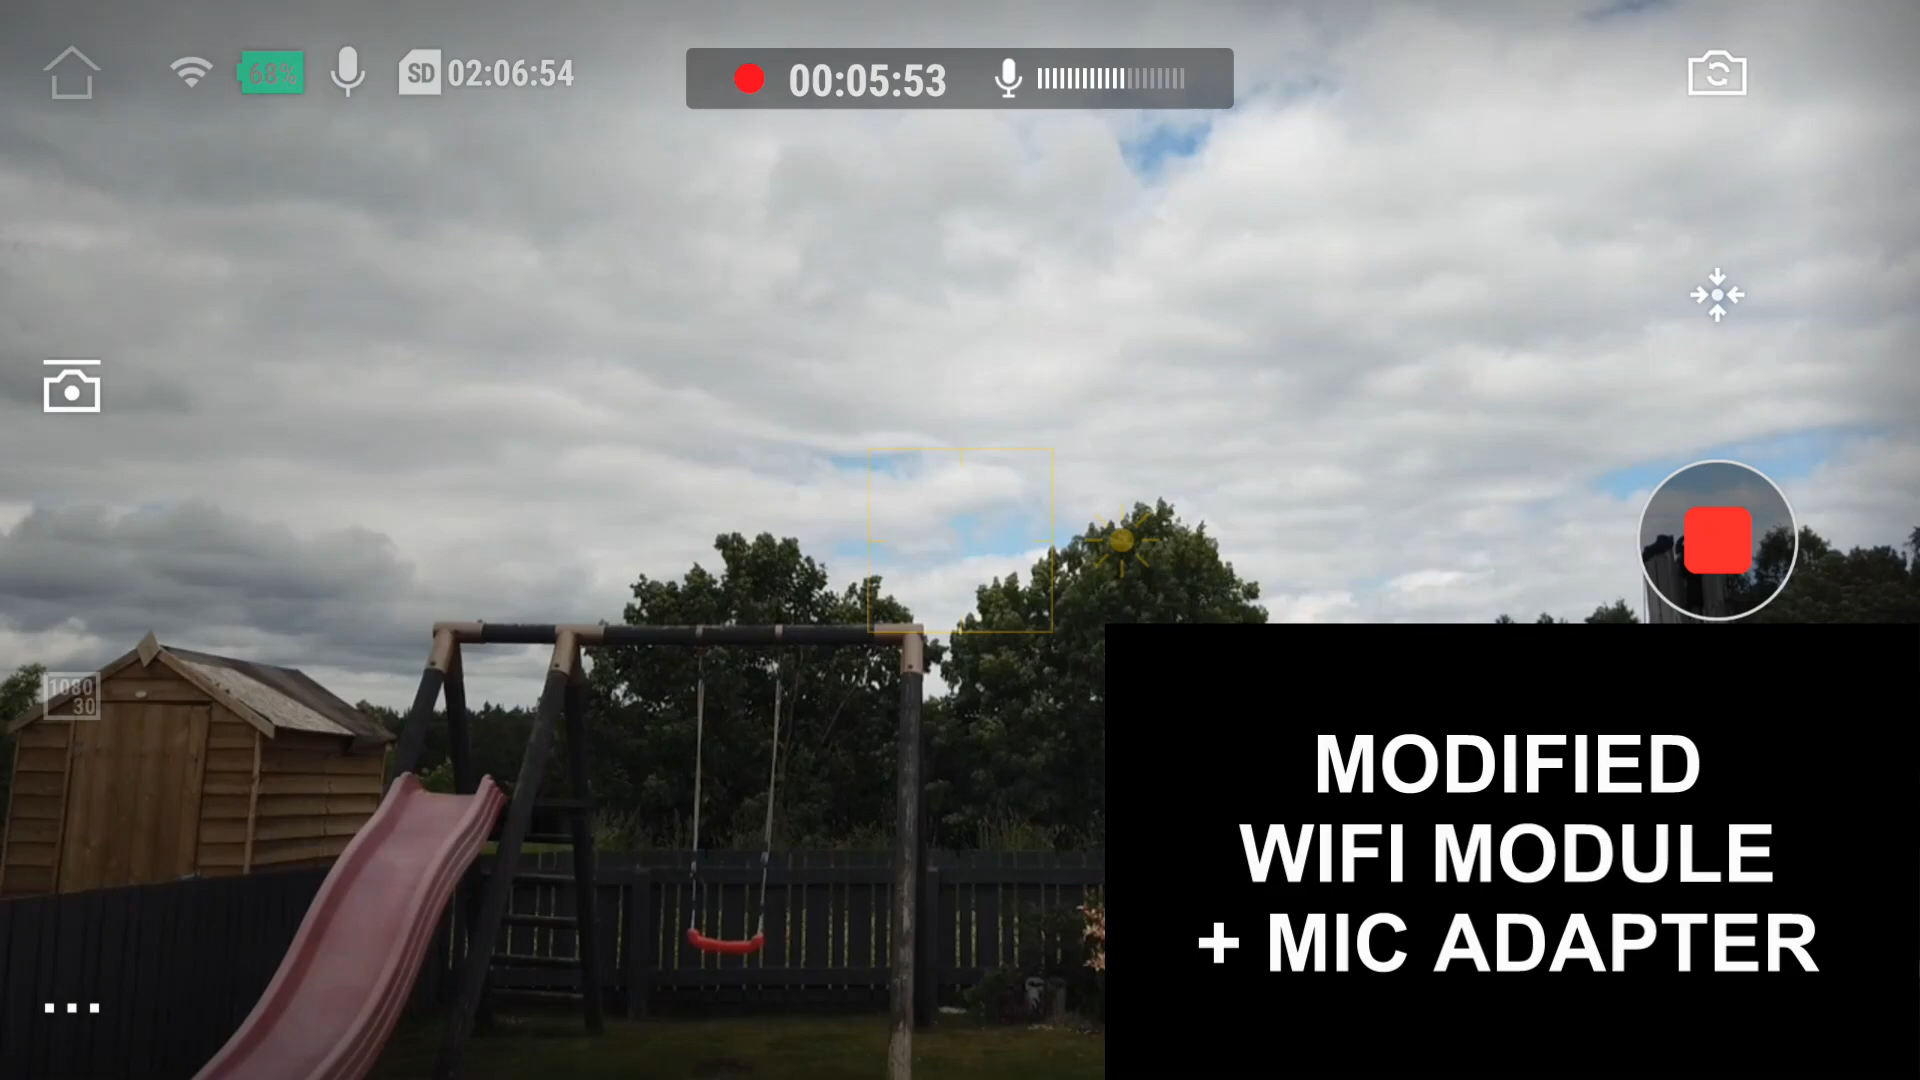 68%
SD 02:06:54
00:05:53
1080
30
MODIFIED
WIFI MODULE
+ MIC ADAPTER